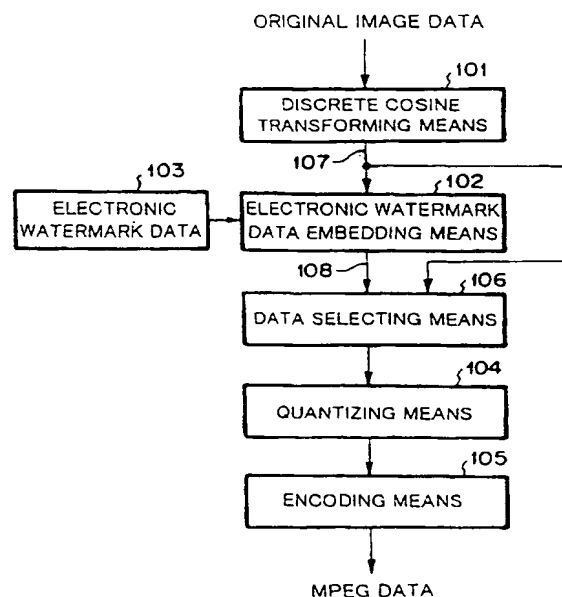 ORIGINAL IMAGE DATA
101
DISCRETE COSINE
TRANSFORMING MEANS
107
103
102
ELECTRONIC
WATERMARK DATA
ELECTRONIC WATERMARK
DATA EMBEDDING MEANS
108
106
DATA SELECTING MEANS
104
QUANTIZING MEANS
105
ENCODING MEANS
MPEG DATA